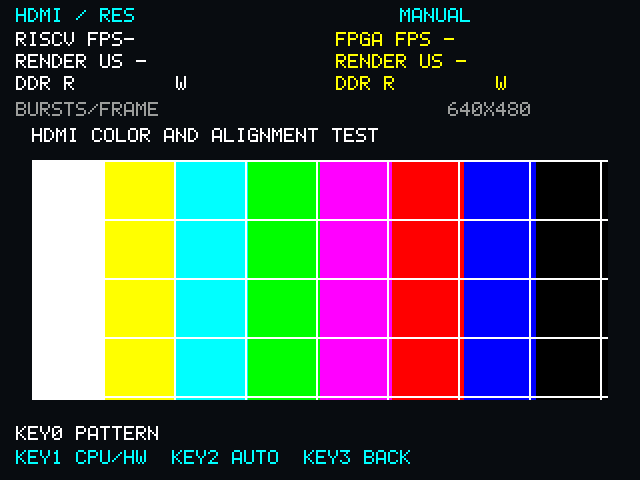 HDMI / RES MANUAL
RISCV FPS- FPGA FPS -
RENDER US - RENDER US -
DDR R W DDR R W
BURSTS/FRAME 640X480
HDMI COLOR AND ALIGNMENT TEST
KEY0 PATTERN
KEY1 CPU/HW KEY2 AUTO KEY3 BACK